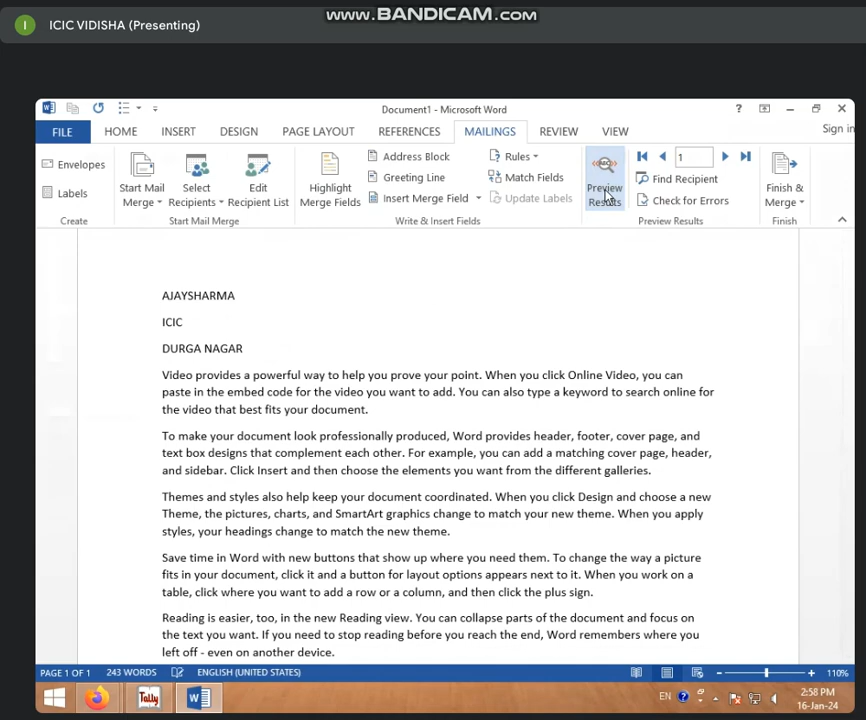 www.BANDICAM.com
I ICIC VIDISHA (Presenting)
Document1 - Microsoft Word
FILE HOME INSERT DESIGN PAGE LAYOUT REFERENCES MAILINGS REVIEW VIEW Sign in
Envelopes
Labels
Create
Start Mail Merge
Select Recipients
Edit Recipient List
Start Mail Merge
Highlight Merge Fields
Address Block
Greeting Line
Insert Merge Field
Rules
Match Fields
Update Labels
Write & Insert Fields
ABC
Preview Results
1
Find Recipient
Check for Errors
Preview Results
Finish & Merge
Finish
AJAYSHARMA
ICIC
DURGA NAGAR
Video provides a powerful way to help you prove your point. When you click Online Video, you can
paste in the embed code for the video you want to add. You can also type a keyword to search online for
the video that best fits your document.
To make your document look professionally produced, Word provides header, footer, cover page, and
text box designs that complement each other. For example, you can add a matching cover page, header,
and sidebar. Click Insert and then choose the elements you want from the different galleries.
Themes and styles also help keep your document coordinated. When you click Design and choose a new
Theme, the pictures, charts, and SmartArt graphics change to match your new theme. When you apply
styles, your headings change to match the new theme.
Save time in Word with new buttons that show up where you need them. To change the way a picture
fits in your document, click it and a button for layout options appears next to it. When you work on a
table, click where you want to add a row or a column, and then click the plus sign.
Reading is easier, too, in the new Reading view. You can collapse parts of the document and focus on
the text you want. If you need to stop reading before you reach the end, Word remembers where you
left off - even on another device.
PAGE 1 OF 1 243 WORDS ENGLISH (UNITED STATES) 110%
Tally EN 2:58 PM
16-Jan-24